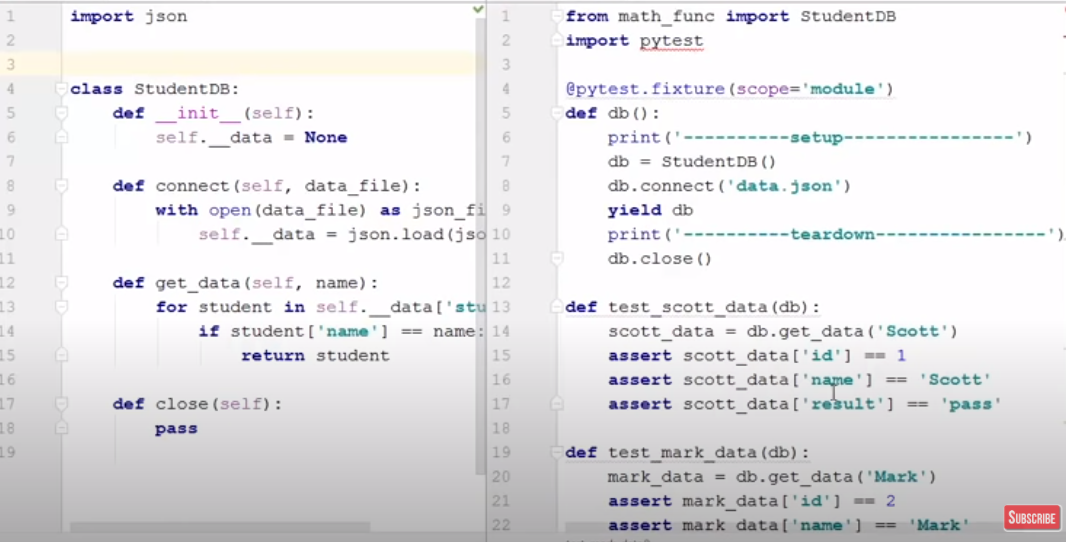 1 import json
2
3
4 class StudentDB:
5 def __init__(self):
6 self.__data = None
7
8 def connect(self, data_file):
9 with open(data_file) as json_fi
10 self.__data = json.load(jso
11
12 def get_data(self, name):
13 for student in self.__data['stu
14 if student['name'] == name:
15 return student
16
17 def close(self):
18 pass
19
1 from math_func import StudentDB
2 import pytest
3
4 @pytest.fixture(scope='module')
5 def db():
6 print('----------setup----------------')
7 db = StudentDB()
8 db.connect('data.json')
9 yield db
10 print('----------teardown----------------')
11 db.close()
12
13 def test_scott_data(db):
14 scott_data = db.get_data('Scott')
15 assert scott_data['id'] == 1
16 assert scott_data['name'] == 'Scott'
17 assert scott_data['result'] == 'pass'
18
19 def test_mark_data(db):
20 mark_data = db.get_data('Mark')
21 assert mark_data['id'] == 2
22 assert mark_data['name'] == 'Mark'
SUBSCRIBE